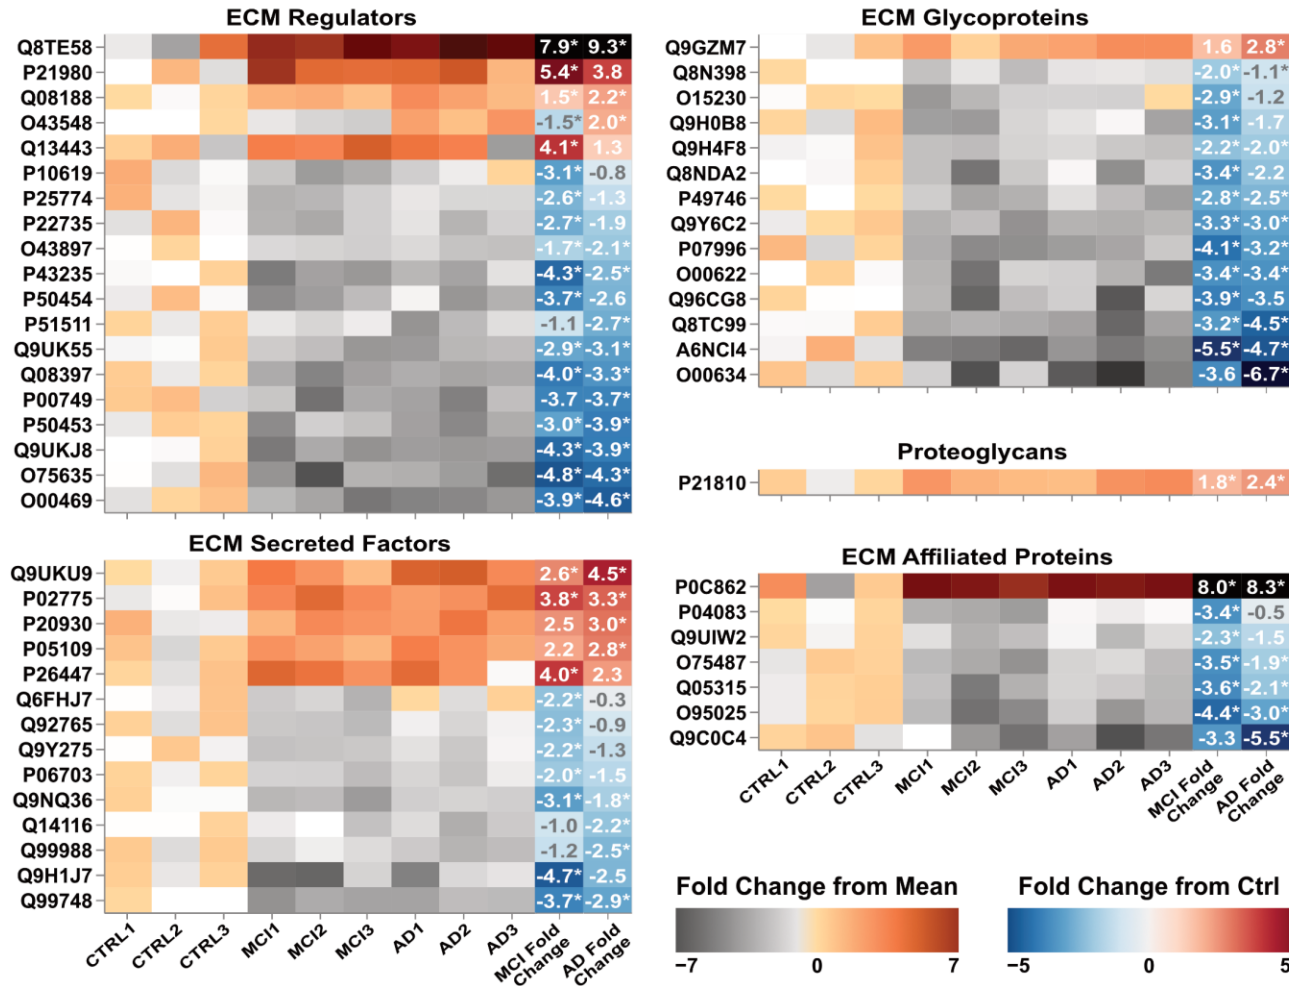 ECM Regulators
Q8TE58 7.9* 9.3*
P21980 5.4* 3.8
Q08188 1.5* 2.2*
O43548 -1.5* 2.0*
Q13443 4.1* 1.3
P10619 -3.1* -0.8
P25774 -2.6* -1.3
P22735 -2.7* -1.9
O43897 -1.7* -2.1*
P43235 -4.3* -2.5*
P50454 -3.7* -2.6
P51511 -1.1 -2.7*
Q9UK55 -2.9* -3.1*
Q08397 -4.0* -3.3*
P00749 -3.7 -3.7*
P50453 -3.0* -3.9*
Q9UKJ8 -4.3* -3.9*
O75635 -4.8* -4.3*
O00469 -3.9* -4.6*
ECM Secreted Factors
Q9UKU9 2.6* 4.5*
P02775 3.8* 3.3*
P20930 2.5 3.0*
P05109 2.2 2.8*
P26447 4.0* 2.3
Q6FHJ7 -2.2* -0.3
Q92765 -2.3* -0.9
Q9Y275 -2.2* -1.3
P06703 -2.0* -1.5
Q9NQ36 -3.1* -1.8*
Q14116 -1.0 -2.2*
Q99988 -1.2 -2.5*
Q9H1J7 -4.7* -2.5
Q99748 -3.7* -2.9*
CTRL1 CTRL2 CTRL3 MCI1 MCI2 MCI3 AD1 AD2 AD3 MCI Fold Change AD Fold Change
ECM Glycoproteins
Q9GZM7 1.6 2.8*
Q8N398 -2.0* -1.1*
O15230 -2.9* -1.2
Q9H0B8 -3.1* -1.7
Q9H4F8 -2.2* -2.0*
Q8NDA2 -3.4* -2.2
P49746 -2.8* -2.5*
Q9Y6C2 -3.3* -3.0*
P07996 -4.1* -3.2*
O00622 -3.4* -3.4*
Q96CG8 -3.9* -3.5
Q8TC99 -3.2* -4.5*
A6NCI4 -5.5* -4.7*
O00634 -3.6 -6.7*
Proteoglycans
P21810 1.8* 2.4*
ECM Affiliated Proteins
P0C862 8.0* 8.3*
P04083 -3.4* -0.5
Q9UIW2 -2.3* -1.5
O75487 -3.5* -1.9*
Q05315 -3.6* -2.1*
O95025 -4.4* -3.0*
Q9C0C4 -3.3 -5.5*
CTRL1 CTRL2 CTRL3 MCI1 MCI2 MCI3 AD1 AD2 AD3 MCI Fold Change AD Fold Change
Fold Change from Mean
−7 0 7
Fold Change from Ctrl
−5 0 5